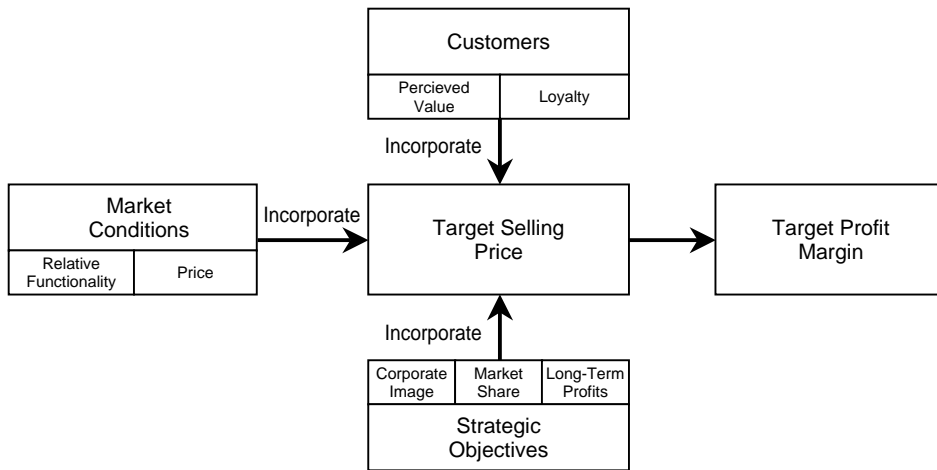 Customers
Percieved
Value
Loyalty
Incorporate
Market
Conditions
Relative
Functionality
Price
Incorporate
Target Selling
Price
Target Profit
Margin
Incorporate
Corporate
Image
Market
Share
Long-Term
Profits
Strategic
Objectives